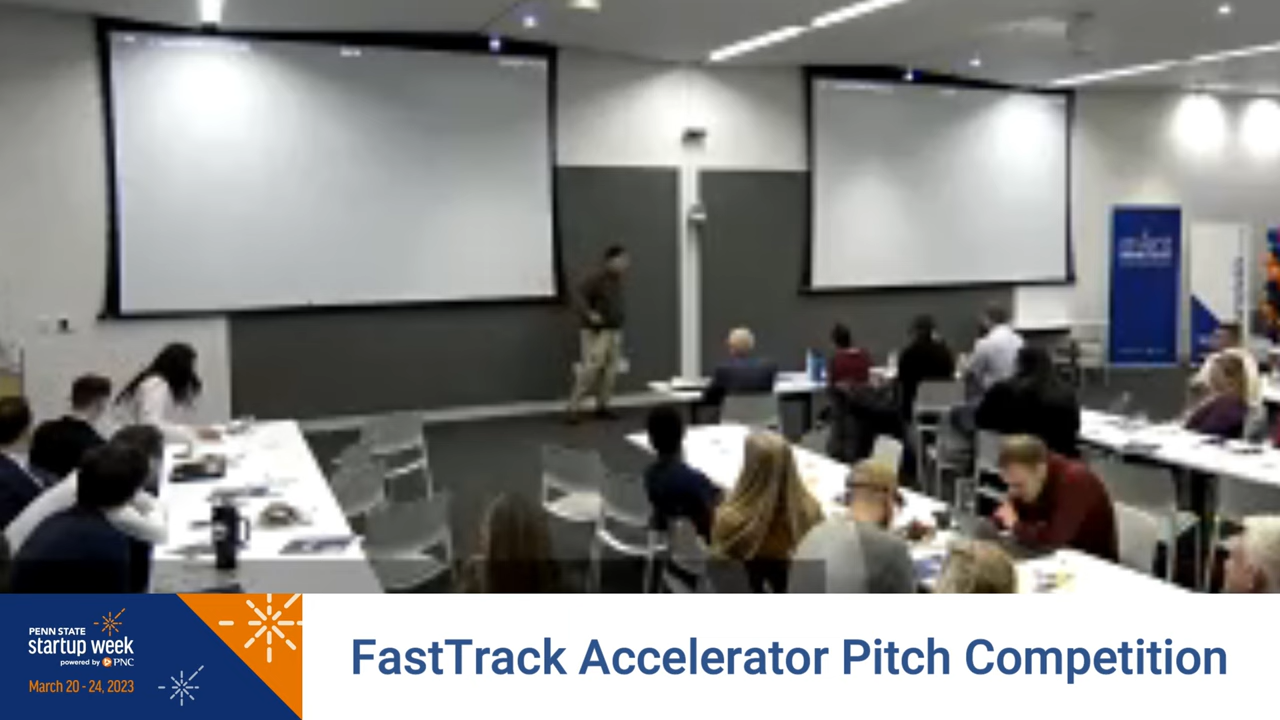 PENN STATE
startup week
powered by PNC
March 20 - 24, 2023
FastTrack Accelerator Pitch Competition